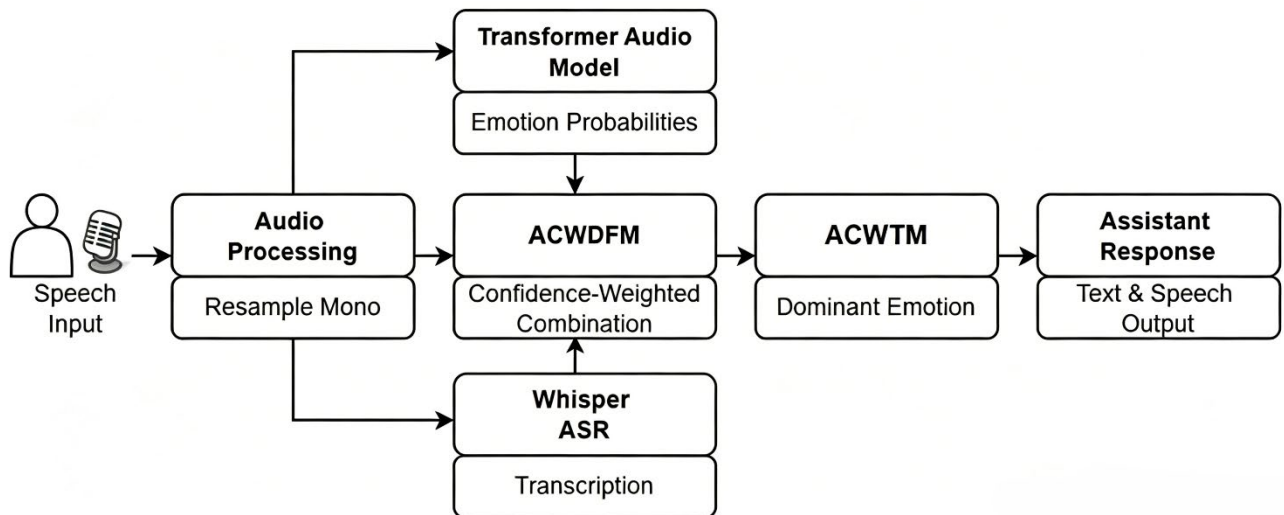 Transformer Audio
Model
Emotion Probabilities
Speech
Input
Audio
Processing
Resample Mono
ACWDFM
Confidence-Weighted
Combination
ACWTM
Dominant Emotion
Assistant
Response
Text & Speech
Output
Whisper
ASR
Transcription